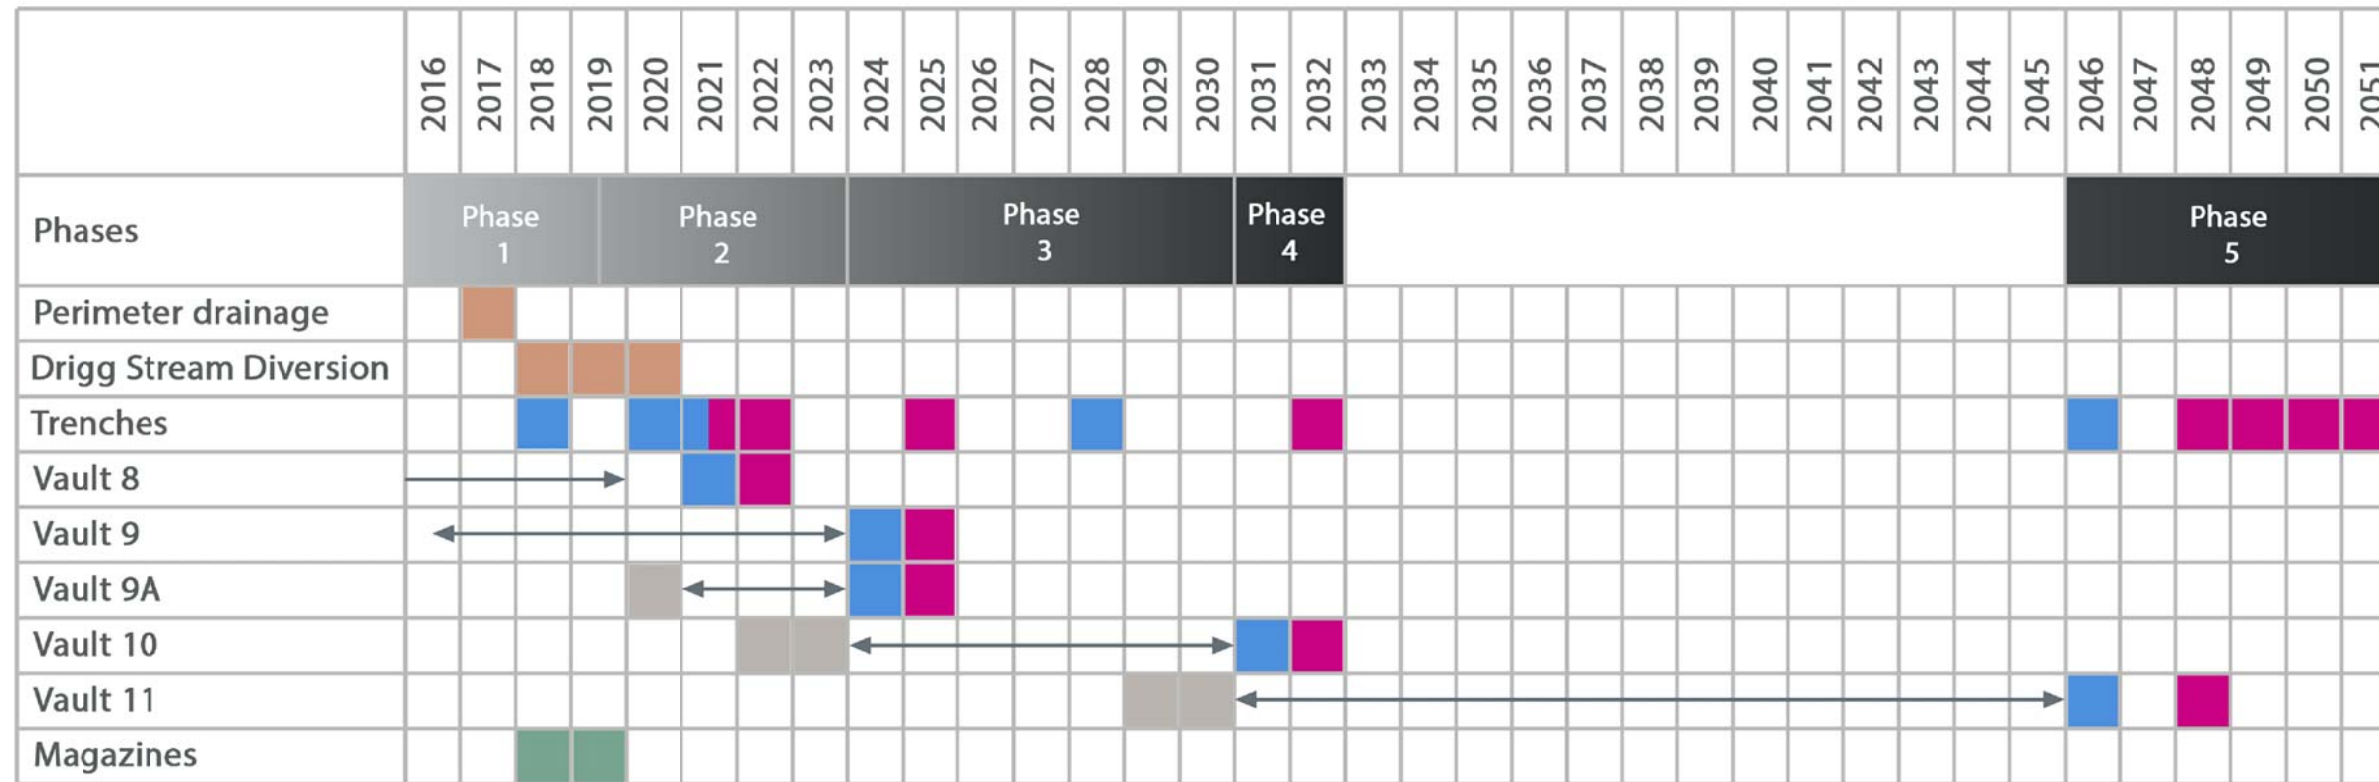 2016 2017 2018 2019 2020 2021 2022 2023 2024 2025 2026 2027 2028 2029 2030 2031 2032 2033 2034 2035 2036 2037 2038 2039 2040 2041 2042 2043 2044 2045 2046 2047 2048 2049 2050 2051
Phases
Phase
1
Phase
2
Phase
3
Phase
4
Phase
5
Perimeter drainage
Drigg Stream Diversion
Trenches
Vault 8
Vault 9
Vault 9A
Vault 10
Vault 11
Magazines